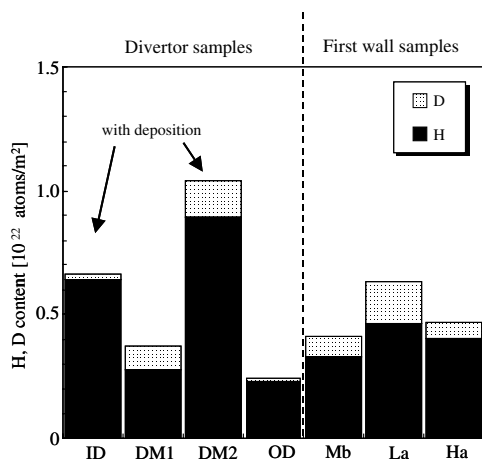 Divertor samples
First wall samples
1.5
D
H
with deposition
1.0
0.5
0
H, D content [10 22 atoms/m2]
ID DM1 DM2 OD Mb La Ha